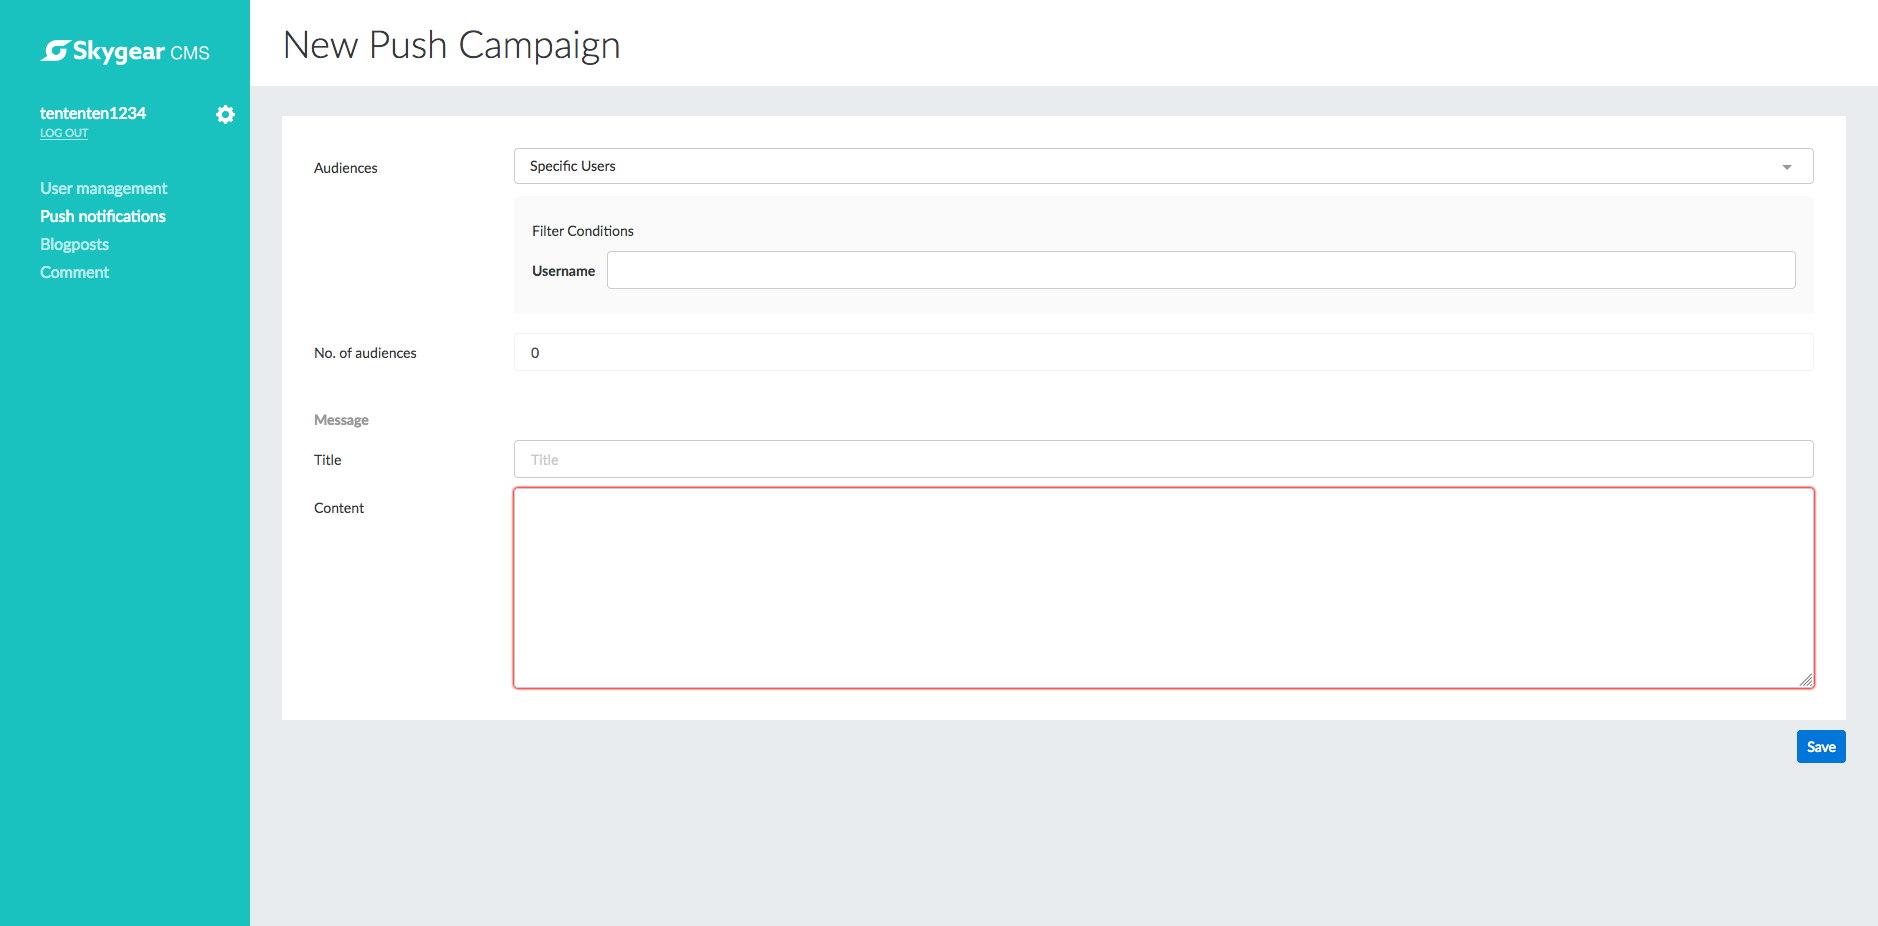 Skygear CMS
tententen1234
LOG OUT
User management
Push notifications
Blogposts
Comment
New Push Campaign
Audiences
Specific Users
Filter Conditions
Username
No. of audiences
0
Message
Title
Title
Content
Save